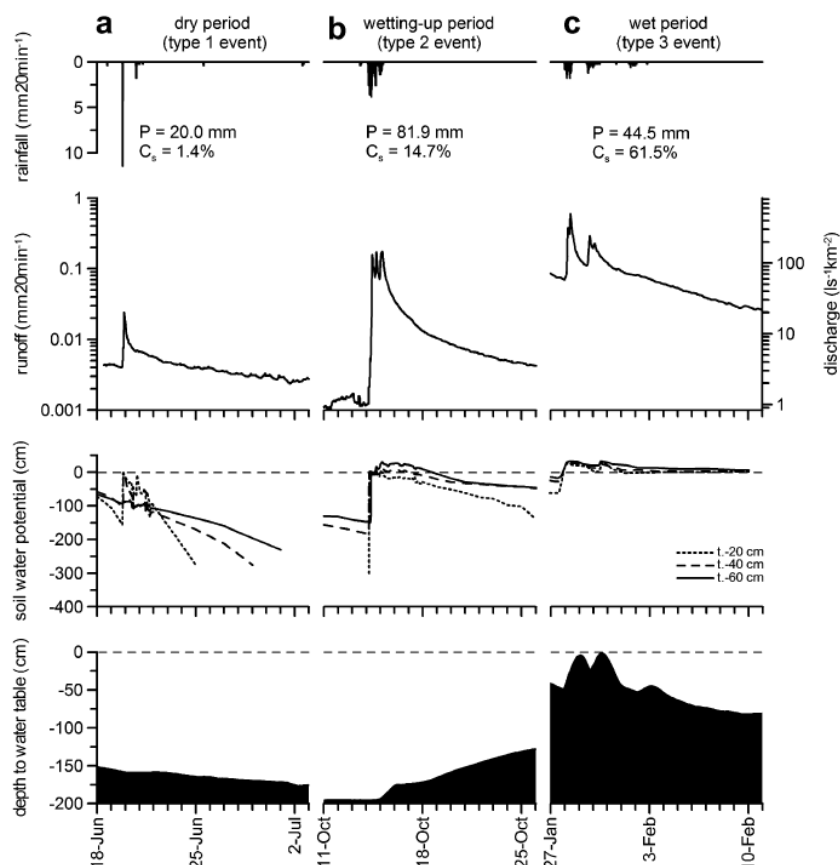 a dry period (type 1 event)
b wetting-up period (type 2 event)
c wet period (type 3 event)
rainfall (mm20min⁻¹)
0
5
10
P = 20.0 mm
Cs = 1.4%
P = 81.9 mm
Cs = 14.7%
P = 44.5 mm
Cs = 61.5%
runoff (mm20min⁻¹)
1
0.1
0.01
0.001
discharge (ls⁻¹km⁻²)
100
10
1
soil water potential (cm)
0
-100
-200
-300
-400
t.-20 cm
t.-40 cm
t.-60 cm
depth to water table (cm)
0
-50
-100
-150
-200
18-Jun
25-Jun
2-Jul
11-Oct
18-Oct
25-Oct
27-Jan
3-Feb
10-Feb